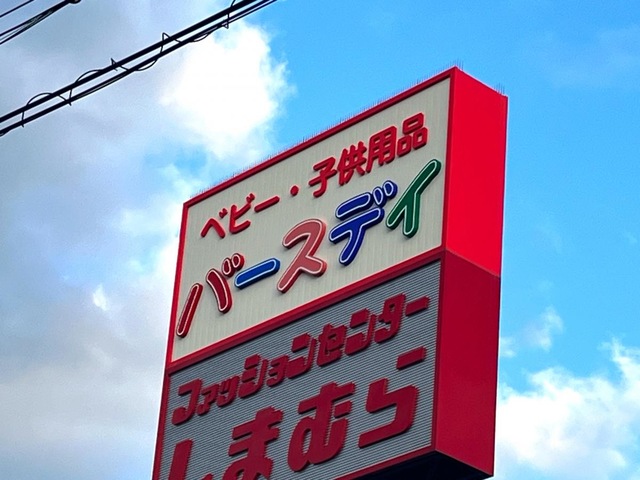 ベビー・子供用品
バースデイ
ファッションセンター
しまむら